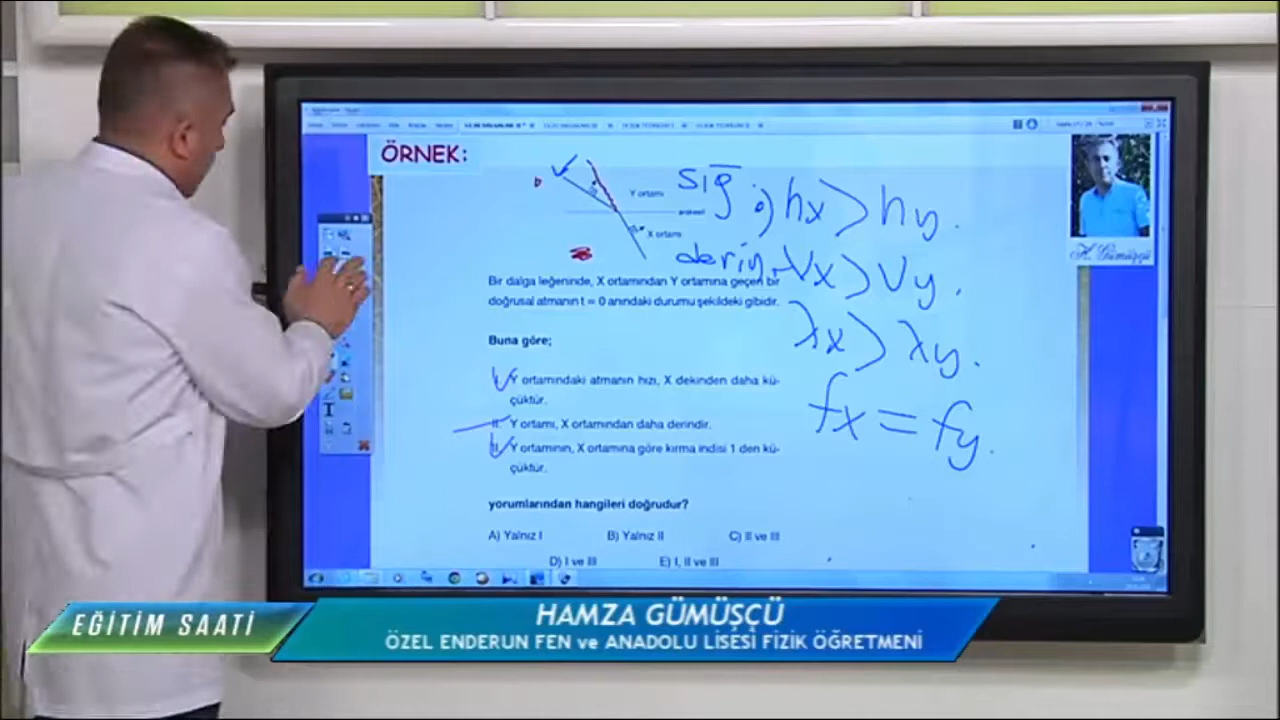 ÖRNEK:
Y ortamı
sığ
hx > hy.
X ortamı
derin
Vx > Vy.
H. Gümüşçü
Bir dalga leğeninde, X ortamından Y ortamına geçen bir
doğrusal atmanın t = 0 anındaki durumu şekildeki gibidir.
λx > λy.
Buna göre;
I. Y ortamındaki atmanın hızı, X dekinden daha kü-
çüktür.
fx = fy.
II. Y ortamı, X ortamından daha derindir.
III. Y ortamının, X ortamına göre kırma indisi 1 den kü-
çüktür.
yorumlarından hangileri doğrudur?
A) Yalnız I B) Yalnız II C) II ve III
D) I ve III E) I, II ve III
EĞİTİM SAATİ
HAMZA GÜMÜŞÇÜ
ÖZEL ENDERUN FEN ve ANADOLU LİSESİ FİZİK ÖĞRETMENİ